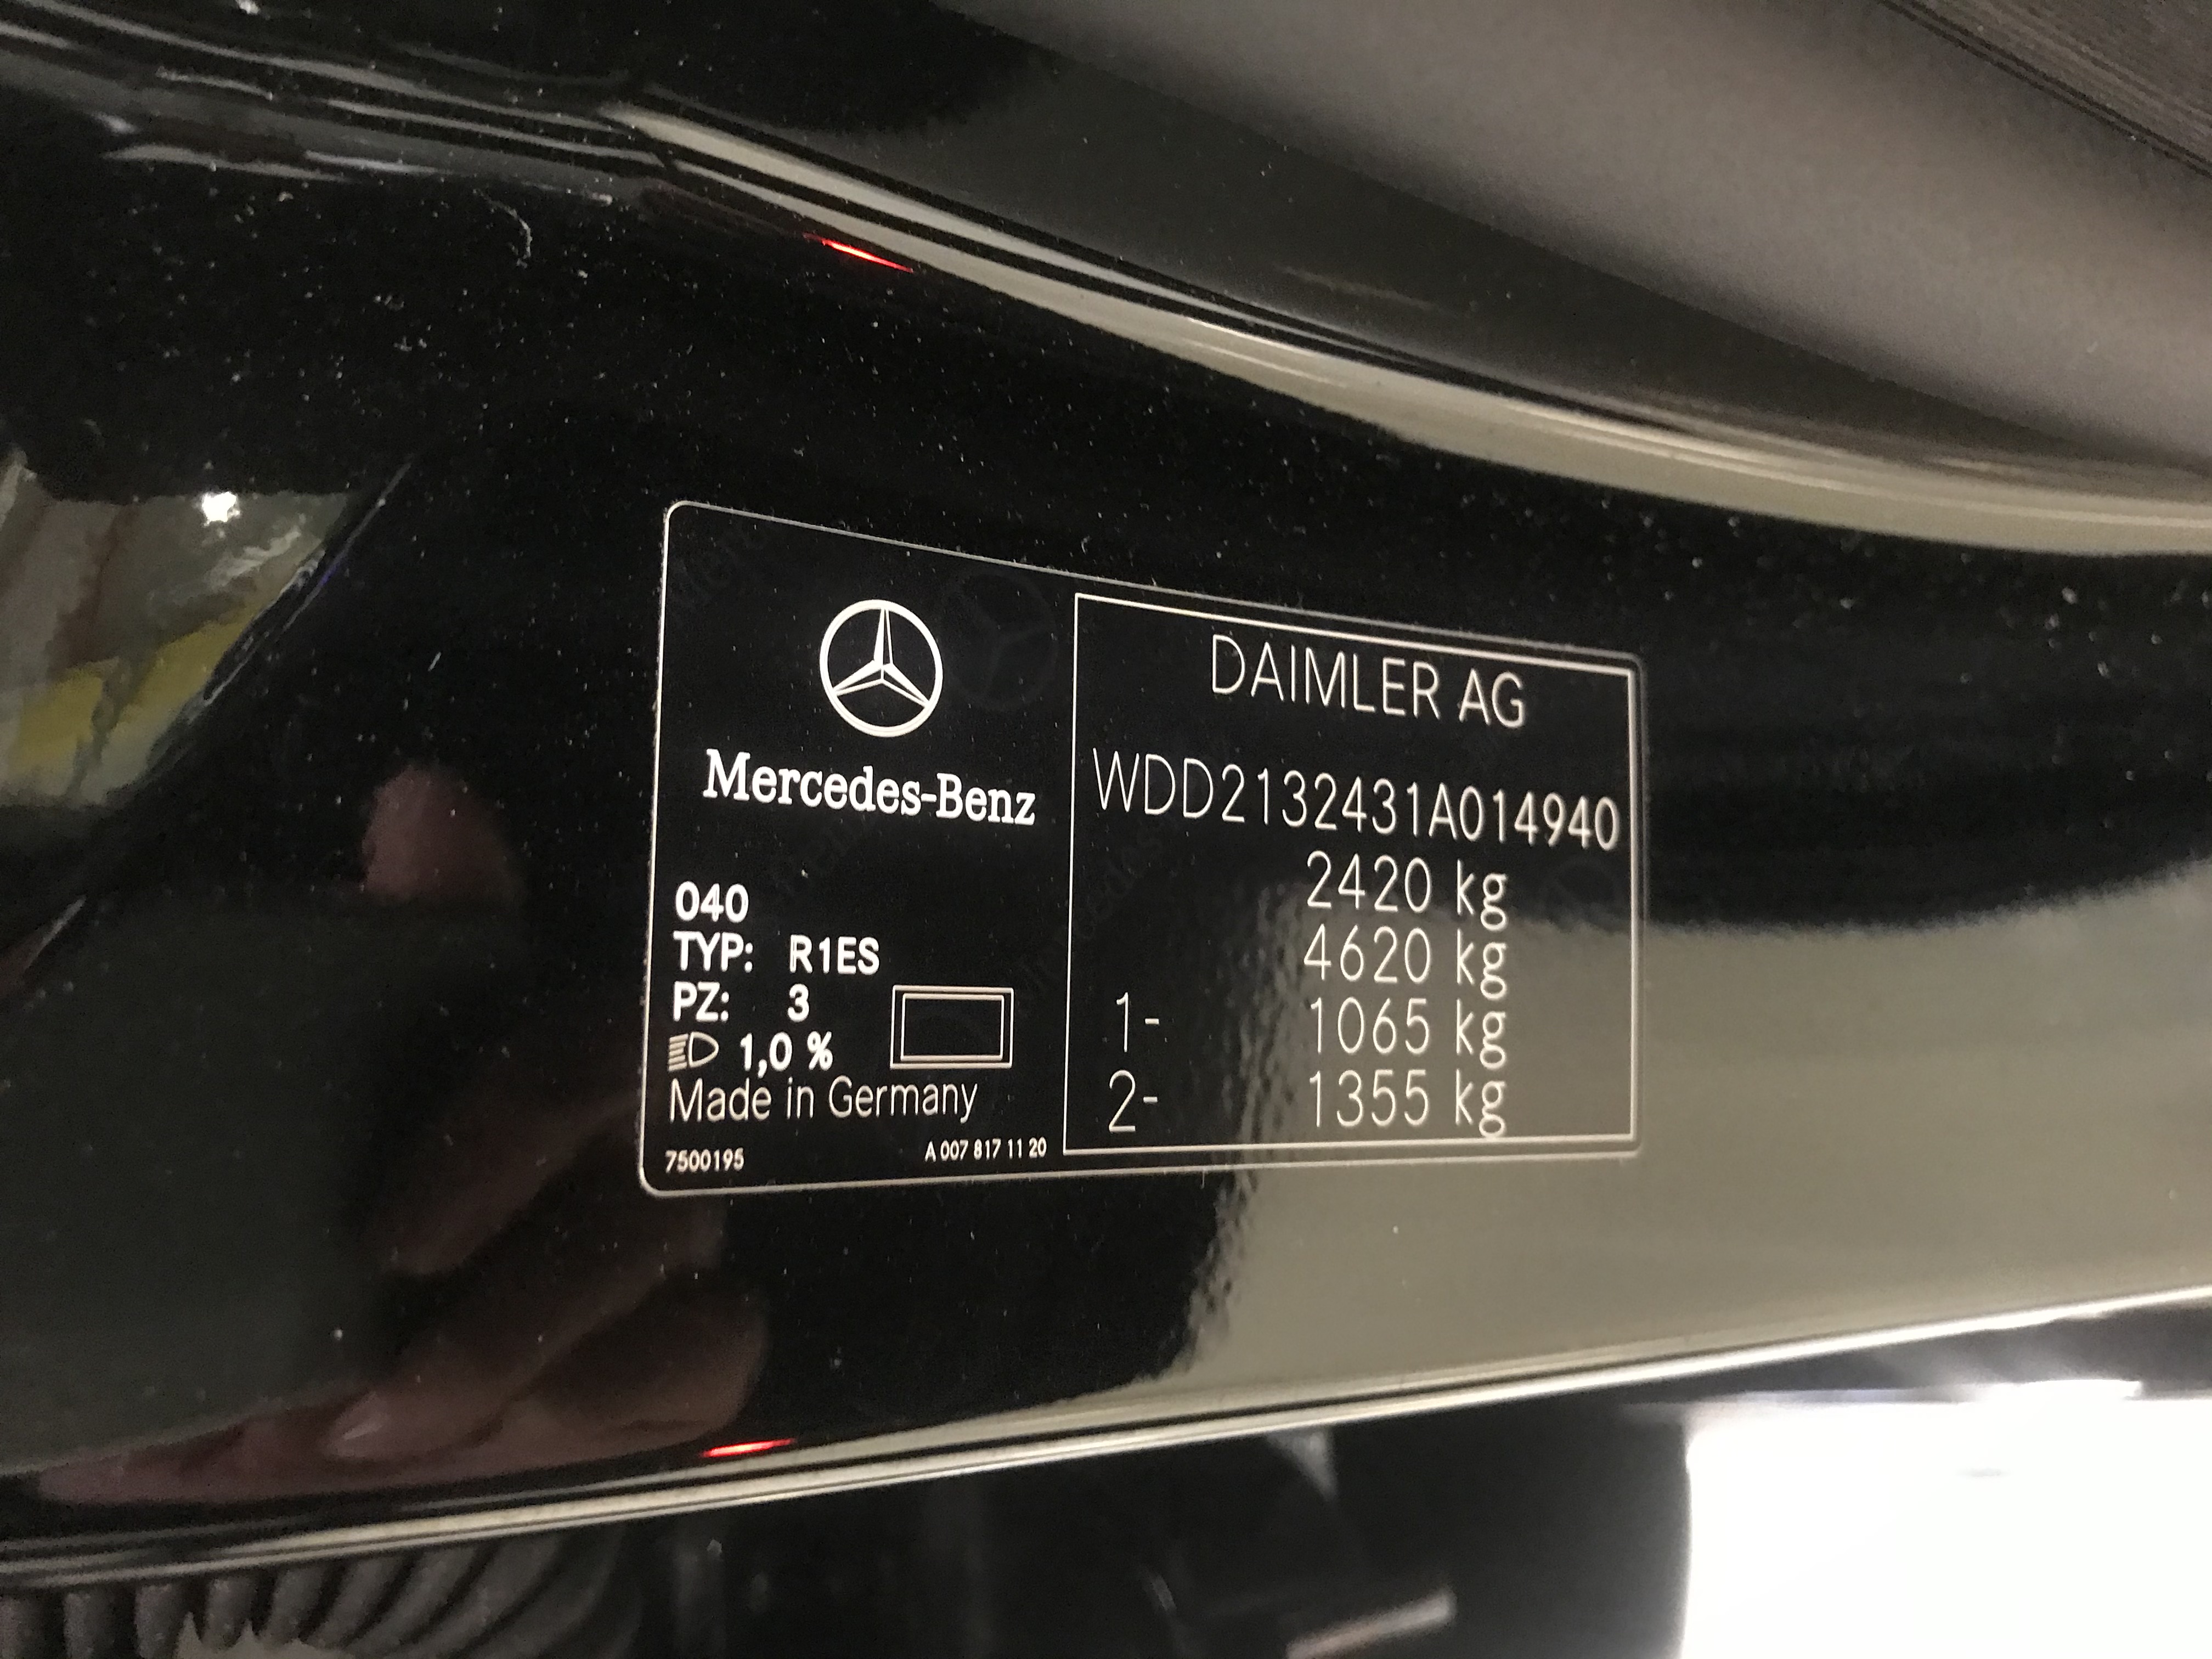 Mercedes-Benz
040
TYP: R1ES
PZ: 3
1,0 %
Made in Germany
7500195
A 007 817 11 20
DAIMLER AG
WDD2132431A014940
2420 kg
4620 kg
1- 1065 kg
2- 1355 kg